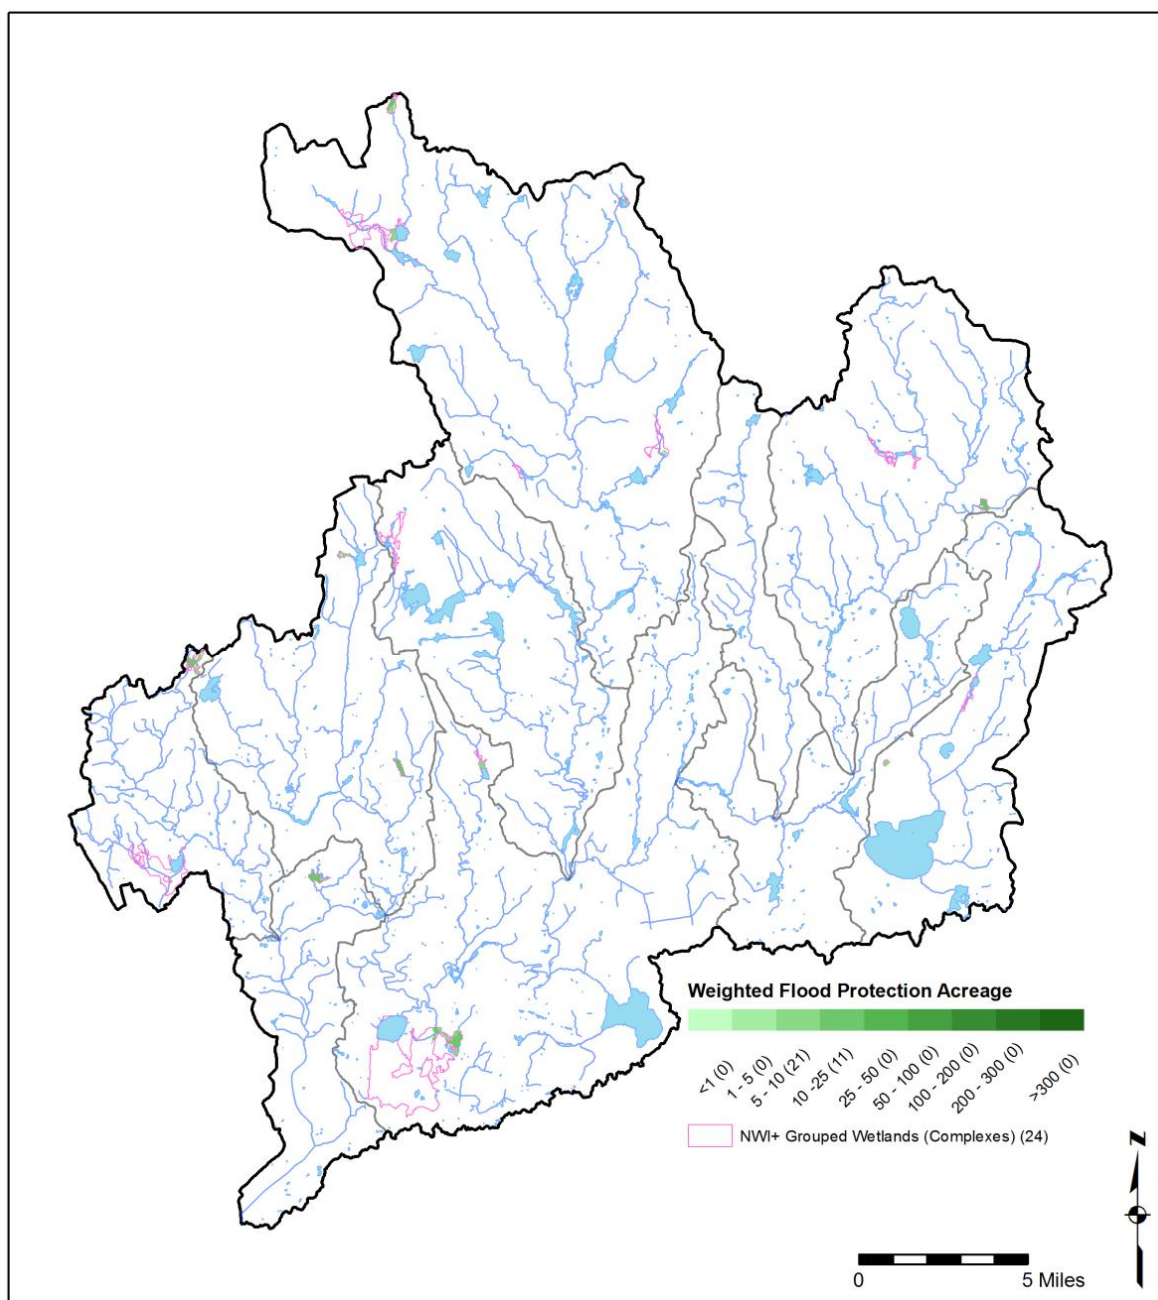 Weighted Flood Protection Acreage
<1 (0)
1 - 5 (0)
5 - 10 (21)
10 -25 (11)
25 - 50 (0)
50 - 100 (0)
100 - 200 (0)
200 - 300 (0)
>300 (0)
NWI+ Grouped Wetlands (Complexes) (24)
N
0 5 Miles